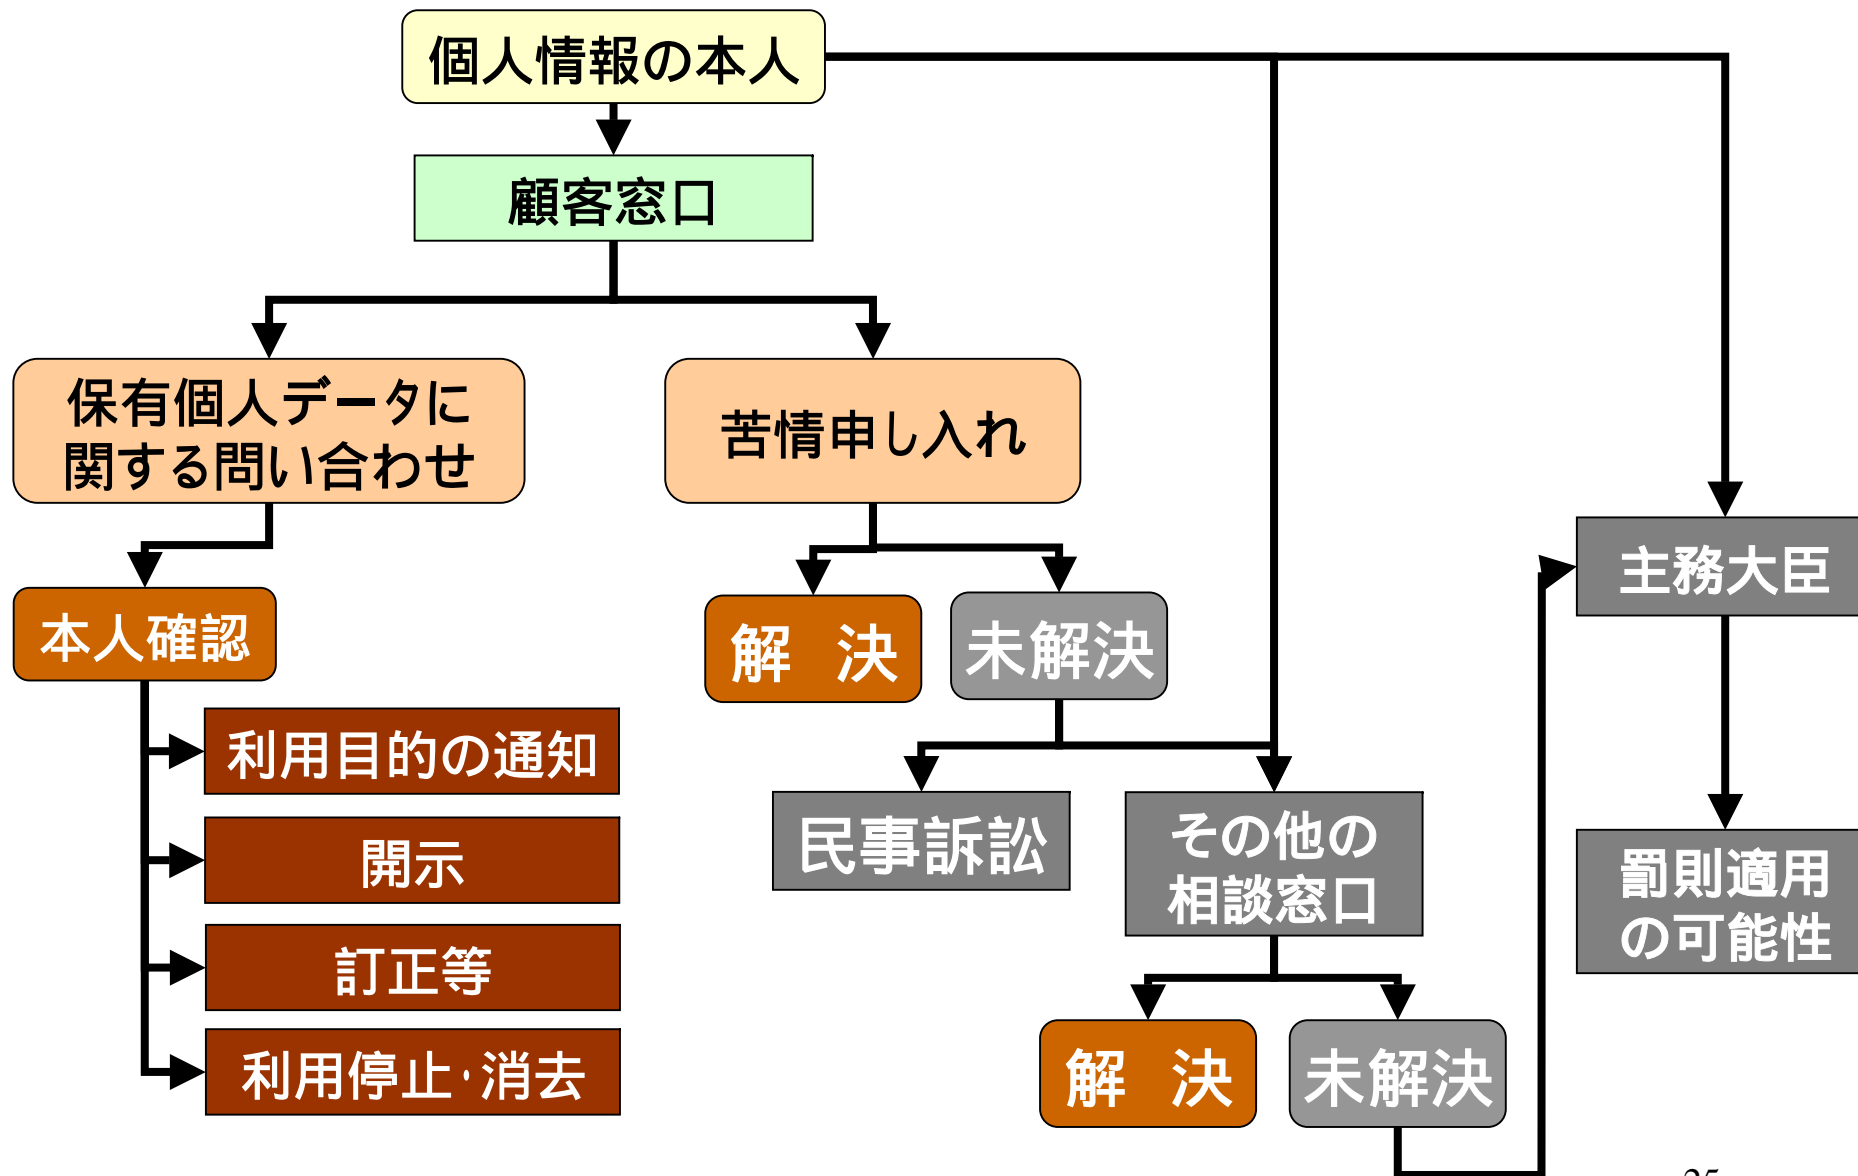 個人情報の本人
顧客窓口
保有個人データに
関する問い合わせ
苦情申し入れ
主務大臣
本人確認
解　決
未解決
利用目的の通知
民事訴訟
その他の
相談窓口
開示
罰則適用
の可能性
訂正等
利用停止・消去
解　決
未解決